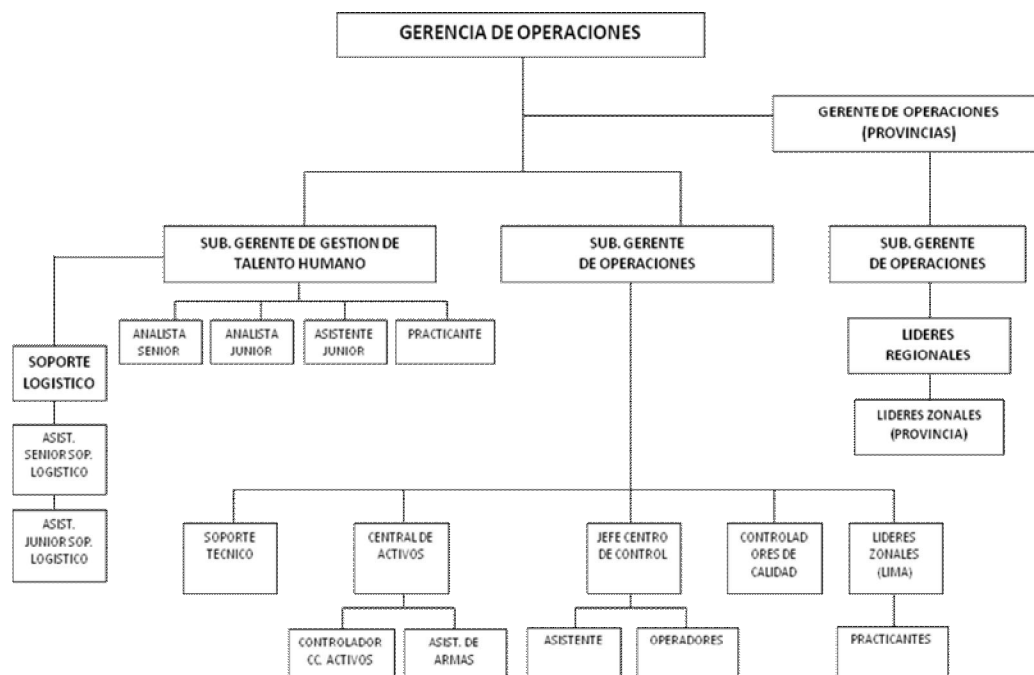 GERENCIA DE OPERACIONES
GERENTE DE OPERACIONES
(PROVINCIAS)
SUB. GERENTE DE GESTION DE
TALENTO HUMANO
SUB. GERENTE
DE OPERACIONES
SUB. GERENTE
DE OPERACIONES
ANALISTA
SENIOR
ANALISTA
JUNIOR
ASISTENTE
JUNIOR
PRACTICANTE
SOPORTE
LOGISTICO
LIDERES
REGIONALES
ASIST.
SENIOR SOP.
LOGISTICO
LIDERES ZONALES
(PROVINCIA)
ASIST.
JUNIOR SOP.
LOGISTICO
SOPORTE
TECNICO
CENTRAL DE
ACTIVOS
JEFE CENTRO
DE CONTROL
CONTROLAD
ORES DE
CALIDAD
LIDERES
ZONALES
(LIMA)
CONTROLADOR
CC. ACTIVOS
ASIST. DE
ARMAS
ASISTENTE
OPERADORES
PRACTICANTES